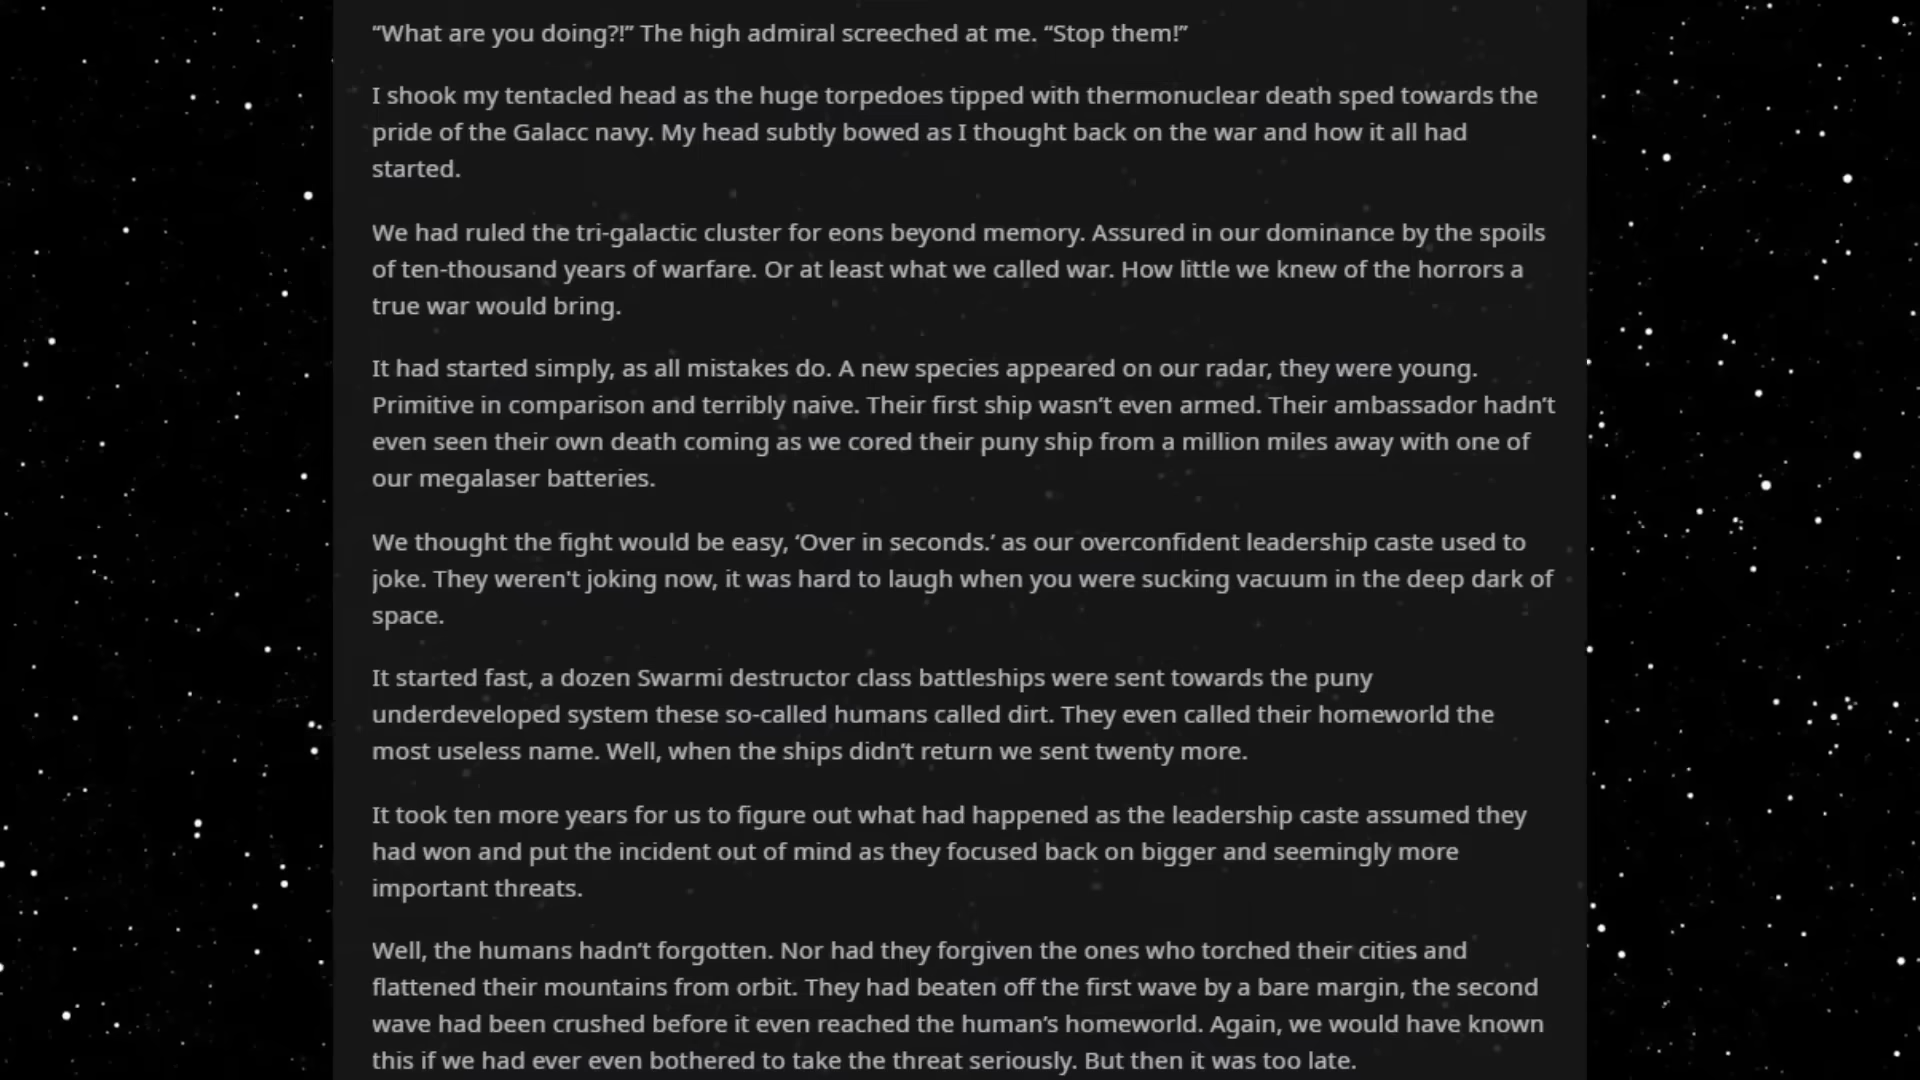 “What are you doing?!” The high admiral screeched at me. “Stop them!”
I shook my tentacled head as the huge torpedoes tipped with thermonuclear death sped towards the
pride of the Galacc navy. My head subtly bowed as I thought back on the war and how it all had
started.
We had ruled the tri-galactic cluster for eons beyond memory. Assured in our dominance by the spoils
of ten-thousand years of warfare. Or at least what we called war. How little we knew of the horrors a
true war would bring.
It had started simply, as all mistakes do. A new species appeared on our radar, they were young.
Primitive in comparison and terribly naive. Their first ship wasn’t even armed. Their ambassador hadn’t
even seen their own death coming as we cored their puny ship from a million miles away with one of
our megalaser batteries.
We thought the fight would be easy, ‘Over in seconds.’ as our overconfident leadership caste used to
joke. They weren't joking now, it was hard to laugh when you were sucking vacuum in the deep dark of
space.
It started fast, a dozen Swarmi destructor class battleships were sent towards the puny
underdeveloped system these so-called humans called dirt. They even called their homeworld the
most useless name. Well, when the ships didn’t return we sent twenty more.
It took ten more years for us to figure out what had happened as the leadership caste assumed they
had won and put the incident out of mind as they focused back on bigger and seemingly more
important threats.
Well, the humans hadn’t forgotten. Nor had they forgiven the ones who torched their cities and
flattened their mountains from orbit. They had beaten off the first wave by a bare margin, the second
wave had been crushed before it even reached the human’s homeworld. Again, we would have known
this if we had ever even bothered to take the threat seriously. But then it was too late.